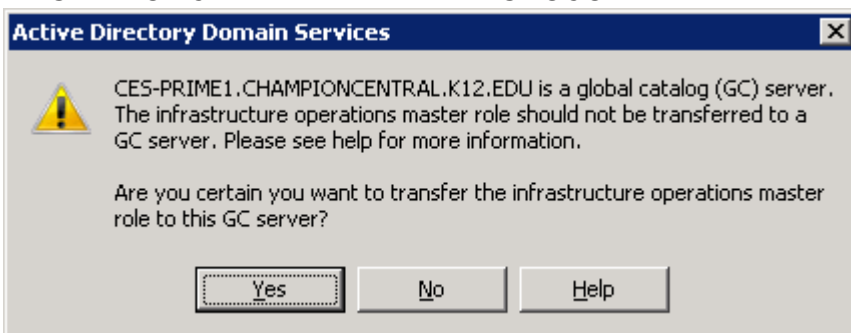 Active Directory Domain Services
CES-PRIME1.CHAMPIONCENTRAL.K12.EDU is a global catalog (GC) server.
The infrastructure operations master role should not be transferred to a
GC server. Please see help for more information.
Are you certain you want to transfer the infrastructure operations master
role to this GC server?
Yes No Help